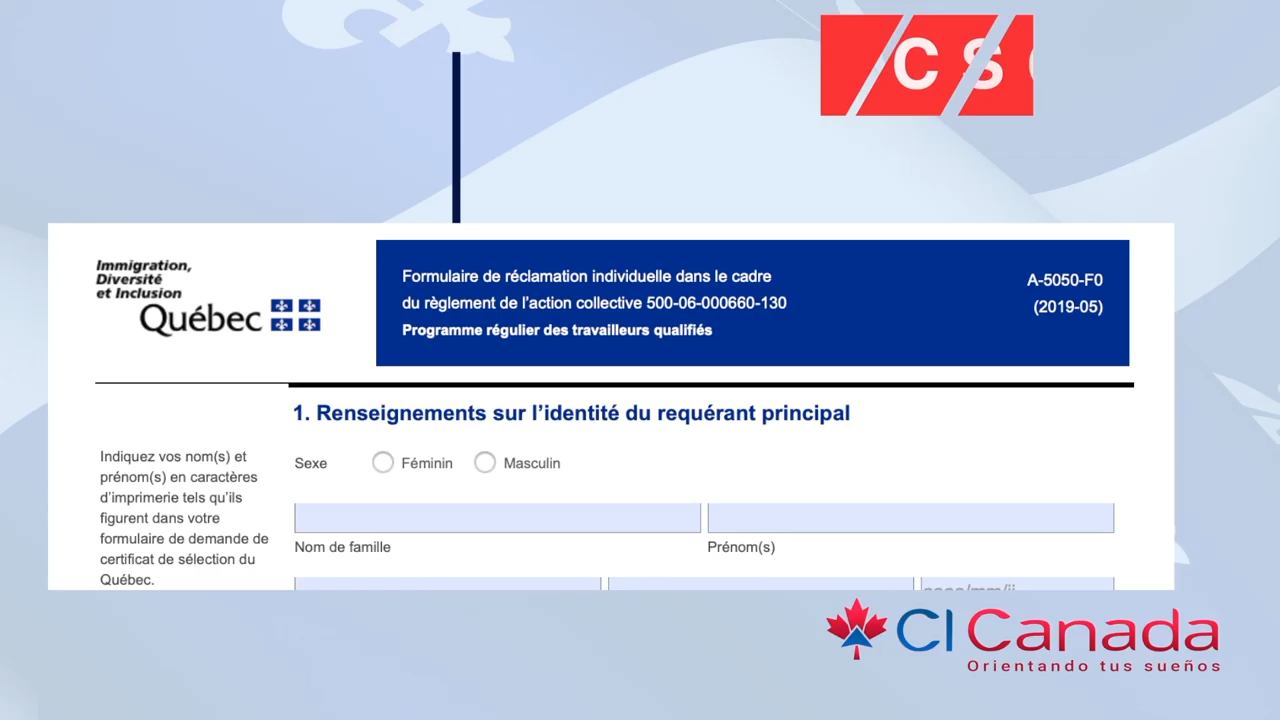 CS
Immigration,
Diversité
et Inclusion
Québec
Formulaire de réclamation individuelle dans le cadre
du règlement de l'action collective 500-06-000660-130
Programme régulier des travailleurs qualifiés
A-5050-F0
(2019-05)
1. Renseignements sur l'identité du requérant principal
Indiquez vos nom(s) et
prénom(s) en caractères
d'imprimerie tels qu'ils
figurent dans votre
formulaire de demande de
certificat de sélection du
Québec.
Sexe Féminin Masculin
Nom de famille Prénom(s)
CI Canada
Orientando tus sueños